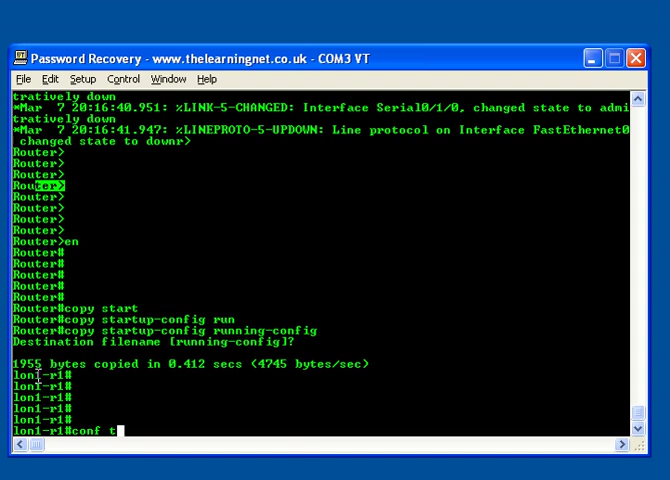 Password Recovery - www.thelearningnet.co.uk - COM3 VT
File Edit Setup Control Window Help
tratively down
*Mar  7 20:16:40.951: %LINK-5-CHANGED: Interface Serial0/1/0, changed state to admi
tratively down
*Mar  7 20:16:41.947: %LINEPROTO-5-UPDOWN: Line protocol on Interface FastEthernet0
 changed state to downr>
Router>
Router>
Router>
Router>
Router>
Router>
Router>
Router>
Router>en
Router#
Router#
Router#
Router#
Router#
Router#copy start
Router#copy startup-config run
Router#copy startup-config running-config
Destination filename [running-config]?
1955 bytes copied in 0.412 secs (4745 bytes/sec)
lon1-r1#
lon1-r1#
lon1-r1#
lon1-r1#
lon1-r1#
lon1-r1#conf t